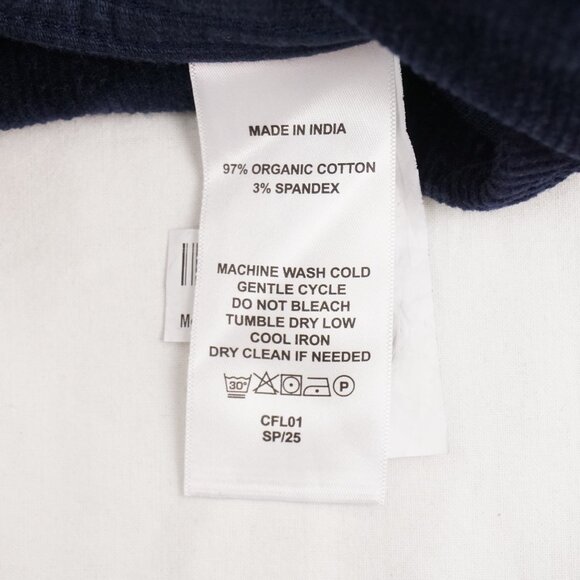 MADE IN INDIA
97% ORGANIC COTTON
3% SPANDEX
MACHINE WASH COLD
GENTLE CYCLE
DO NOT BLEACH
TUMBLE DRY LOW
COOL IRON
DRY CLEAN IF NEEDED
30° P
CFL01
SP/25